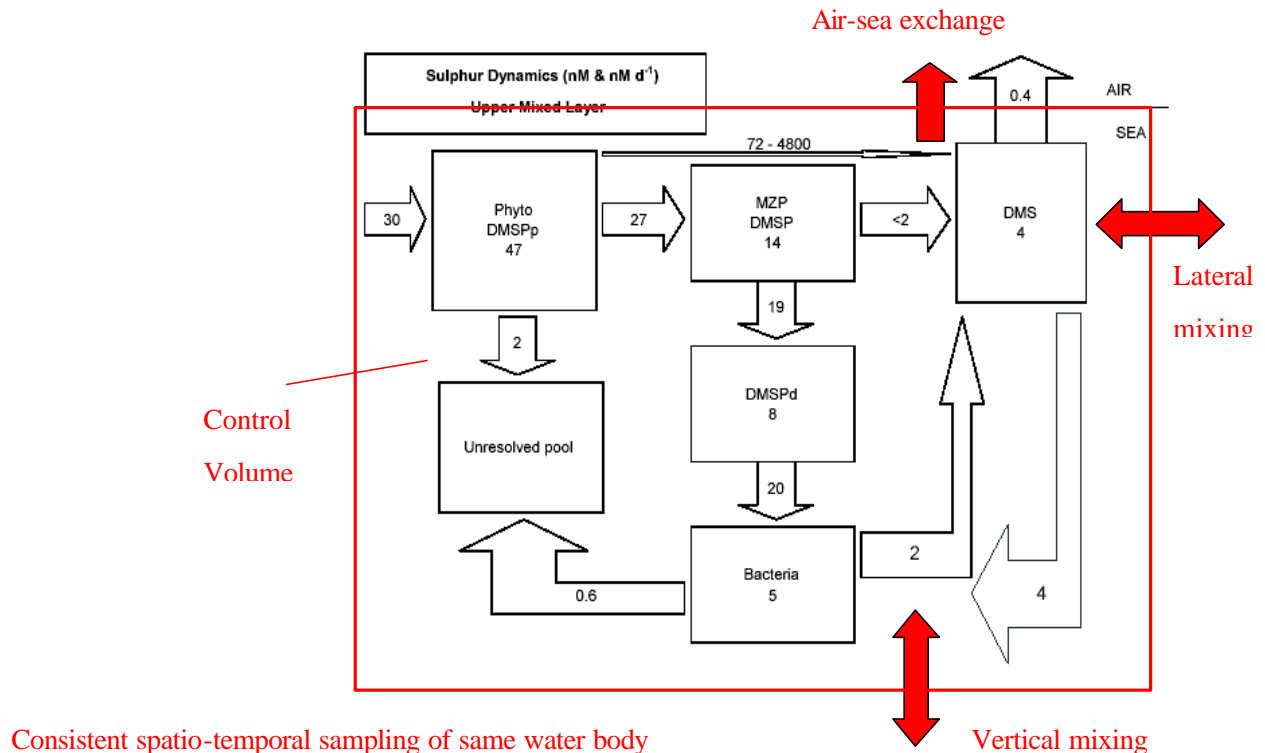 Air-sea exchange
Sulphur Dynamics (nM & nM d⁻¹)
Upper Mixed Layer
0.4
AIR
SEA
72 - 4800
30
Phyto
DMSPp
47
27
MZP
DMSP
14
<2
DMS
4
Lateral
mixing
2
19
Control
Volume
Unresolved pool
DMSPd
8
20
0.6
Bacteria
5
2
4
Consistent spatio-temporal sampling of same water body
Vertical mixing